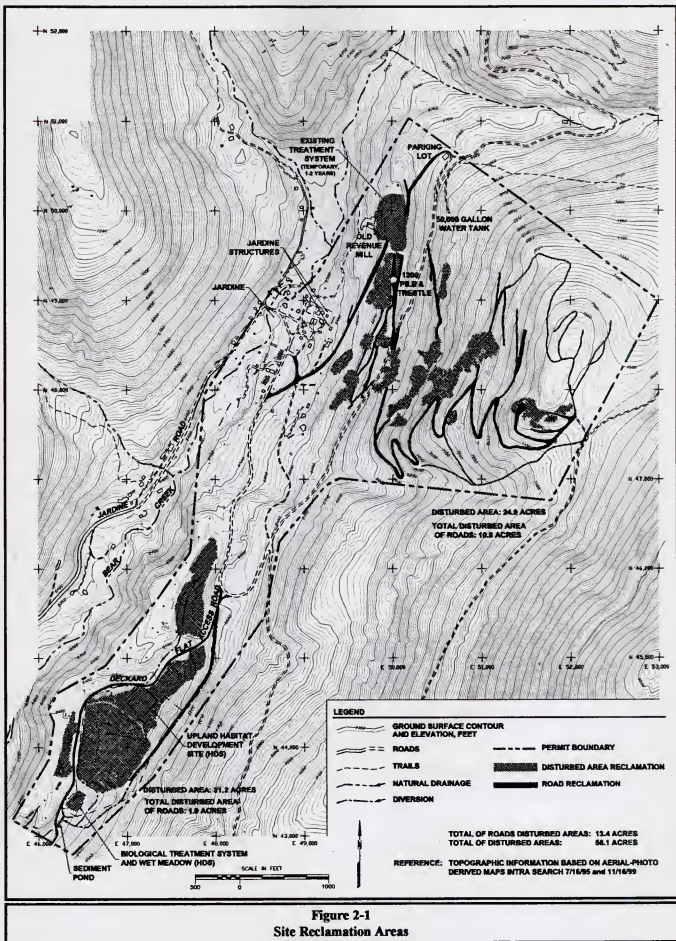 N 52,000
N 51,000
EXISTING
TREATMENT
SYSTEM
(TEMPORARY,
1-2 YEARS)
PARKING
LOT
N 50,000
50,000 GALLON
WATER TANK
OLD
REVENUE
MILL
JARDINE
STRUCTURES
1200
PILE &
TRESTLE
JARDINE
N 49,000
N 48,000
N 47,000
ROAD
JARDINE
CREEK
BEAR
DISTURBED AREA: 24.9 ACRES
TOTAL DISTURBED AREA
OF ROADS: 10.8 ACRES
N 46,000
DECKARD FLAT ACCESS ROAD
E 50,000
E 51,000
E 52,000
N 45,000
E 53,000
UPLAND HABITAT
DEVELOPMENT
SITE (HDS)
N 44,000
DISTURBED AREA: 31.2 ACRES
TOTAL DISTURBED AREA
OF ROADS: 1.9 ACRES
E 46,000
E 47,000
E 48,000
N 43,000
E 49,000
BIOLOGICAL TREATMENT SYSTEM
AND WET MEADOW (HDS)
SEDIMENT
POND
SCALE IN FEET
500 0 1000
LEGEND
GROUND SURFACE CONTOUR
AND ELEVATION, FEET
ROADS
TRAILS
NATURAL DRAINAGE
DIVERSION
PERMIT BOUNDARY
DISTURBED AREA RECLAMATION
ROAD RECLAMATION
N
TOTAL OF ROADS DISTURBED AREAS: 13.4 ACRES
TOTAL OF DISTURBED AREAS: 56.1 ACRES
REFERENCE: TOPOGRAPHIC INFORMATION BASED ON AERIAL-PHOTO
DERIVED MAPS INTRA SEARCH 7/16/95 and 11/16/99
Figure 2-1
Site Reclamation Areas